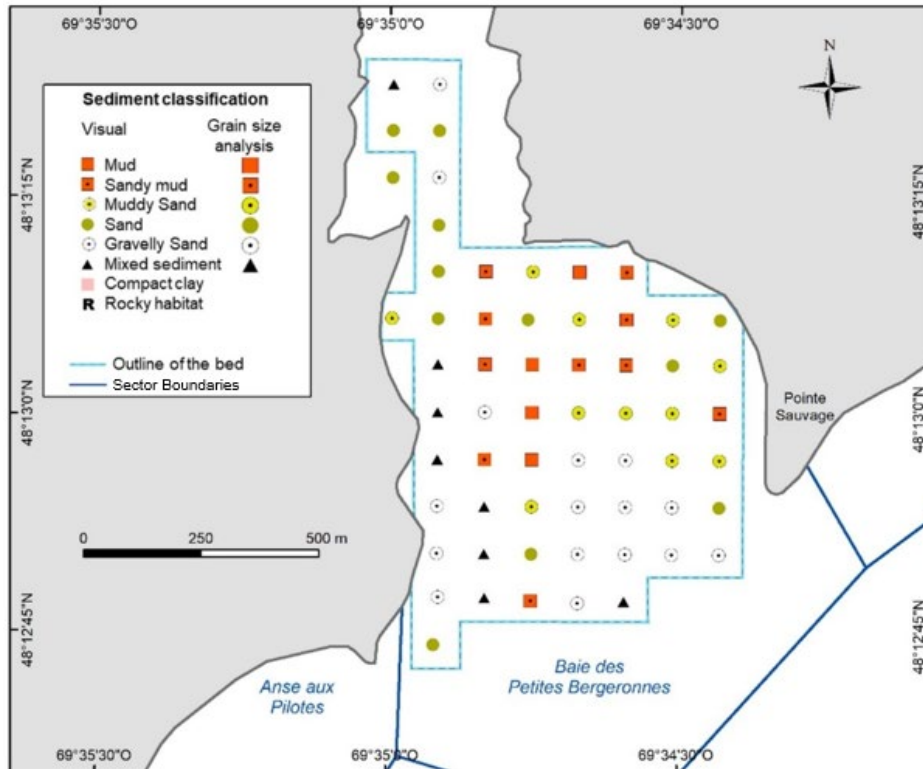 69°35'30"O 69°35'0"O 69°34'30"O
N
Sediment classification
Visual Grain size
analysis
Mud
Sandy mud
Muddy Sand
Sand
Gravelly Sand
Mixed sediment
Compact clay
R Rocky habitat
Outline of the bed
Sector Boundaries
48°13'15"N 48°13'15"N
48°13'0"N 48°13'0"N
48°12'45"N 48°12'45"N
Pointe
Sauvage
0 250 500 m
Baie des
Petites Bergeronnes
Anse aux
Pilotes
69°35'30"O 69°35'0"O 69°34'30"O